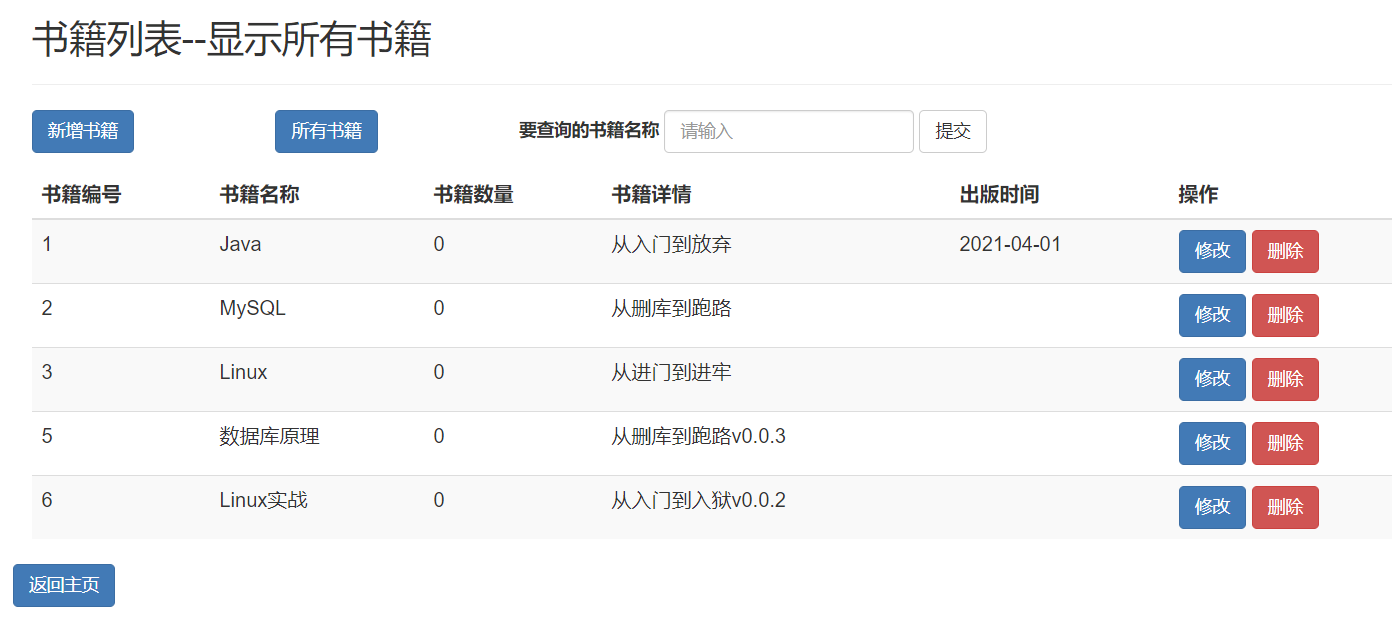 书籍列表--显示所有书籍
新增书籍 所有书籍 要查询的书籍名称 请输入 提交
书籍编号 书籍名称 书籍数量 书籍详情 出版时间 操作
1 Java 0 从入门到放弃 2021-04-01 修改 删除
2 MySQL 0 从删库到跑路 修改 删除
3 Linux 0 从进门到进牢 修改 删除
5 数据库原理 0 从删库到跑路v0.0.3 修改 删除
6 Linux实战 0 从入门到入狱v0.0.2 修改 删除
返回主页